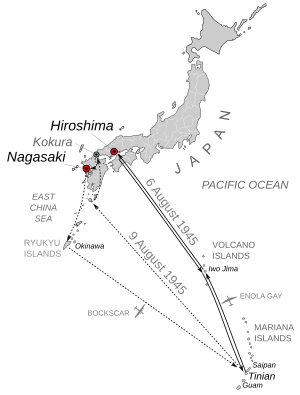 Hiroshima
Kokura
Nagasaki
JAPAN
PACIFIC OCEAN
EAST
CHINA
SEA
6 August 1945
9 August 1945
RYUKYU
ISLANDS
Okinawa
VOLCANO
ISLANDS
Iwo Jima
ENOLA GAY
BOCKSCAR
MARIANA
ISLANDS
Saipan
Tinian
Guam